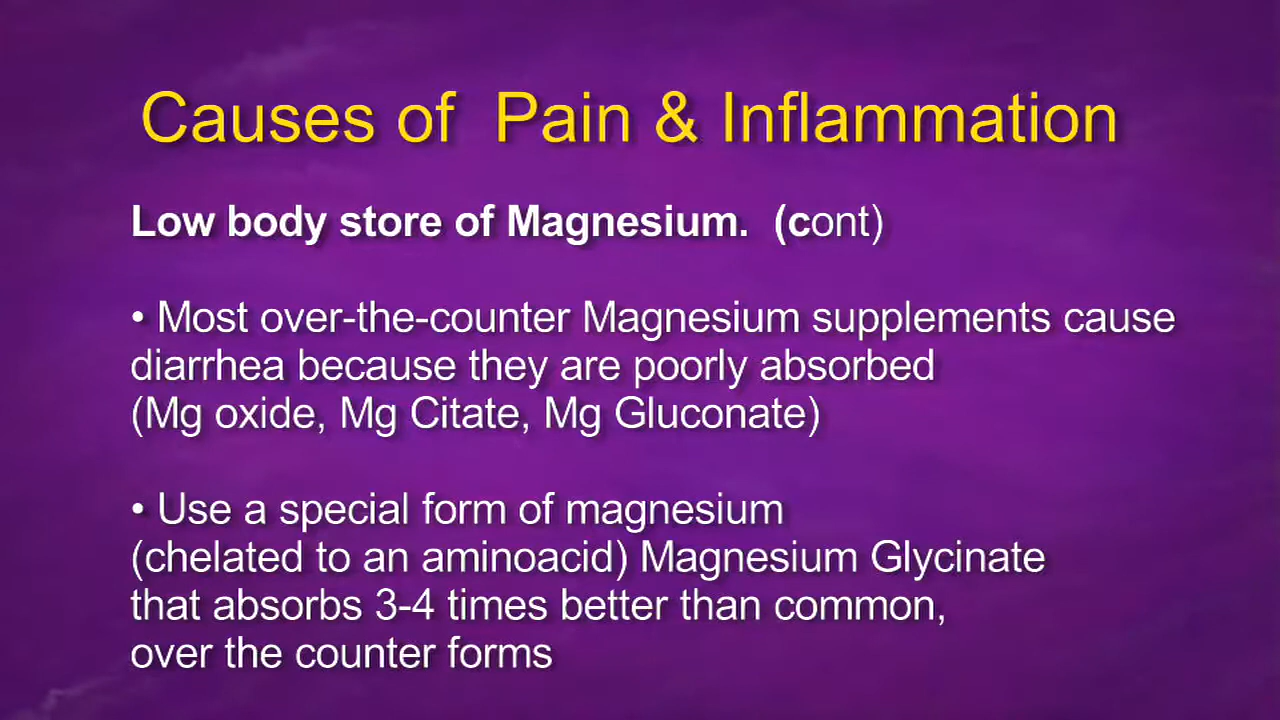 Causes of  Pain & Inflammation
Low body store of Magnesium.  (cont)
• Most over-the-counter Magnesium supplements cause
diarrhea because they are poorly absorbed
(Mg oxide, Mg Citate, Mg Gluconate)
• Use a special form of magnesium
(chelated to an aminoacid) Magnesium Glycinate
that absorbs 3-4 times better than common,
over the counter forms